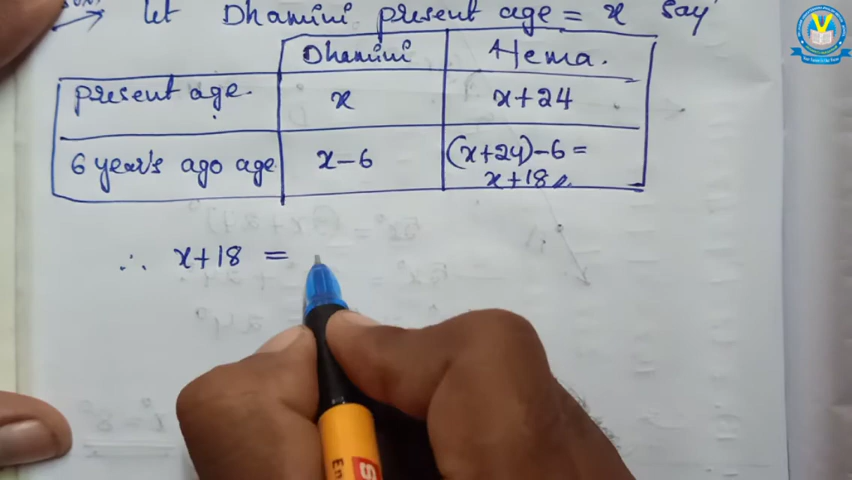 Let Dhamini present age = x say
Dhamini Hema.
present age. x x+24
6 year's ago age x-6 (x+24)-6 =
x+18
∴ x+18 =